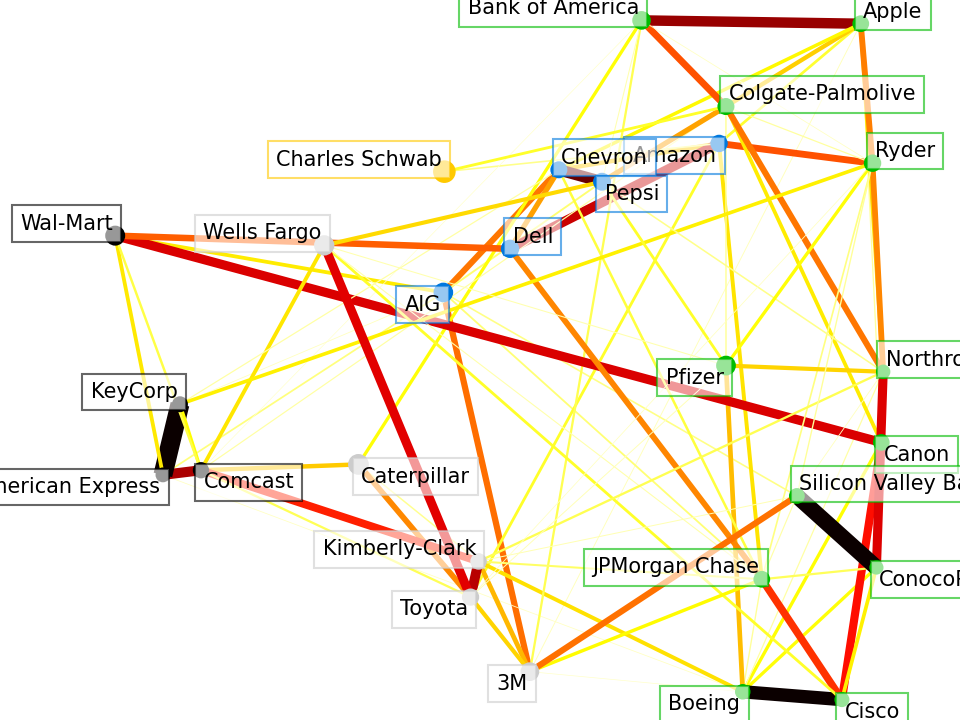 Bank of America
Apple
Colgate-Palmolive
Ryder
Charles Schwab
Chevron
Amazon
Pepsi
Wal-Mart
Wells Fargo
Dell
AIG
Northro
Pfizer
KeyCorp
Canon
merican Express
Comcast
Caterpillar
Silicon Valley Ba
Kimberly-Clark
JPMorgan Chase
ConocoP
Toyota
3M
Boeing
Cisco